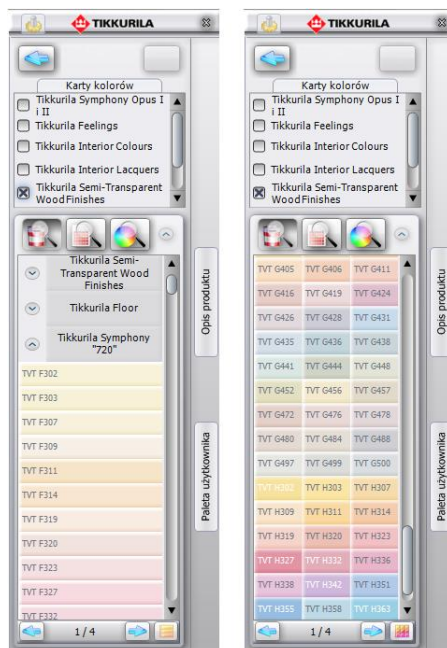 TIKKURILA
Karty kolorów
Tikkurila Symphony Opus I
i II
Tikkurila Feelings
Tikkurila Interior Colours
Tikkurila Interior Lacquers
Tikkurila Semi-Transparent
Wood Finishes
Tikkurila Semi-
Transparent Wood
Finishes
Tikkurila Floor
Tikkurila Symphony
"720"
TVT F302
TVT F303
TVT F307
TVT F309
TVT F311
TVT F314
TVT F319
TVT F320
TVT F323
TVT F327
TVT F332
1/4
Opis produktu
Paleta użytkownika
TIKKURILA
Karty kolorów
Tikkurila Symphony Opus I
i II
Tikkurila Feelings
Tikkurila Interior Colours
Tikkurila Interior Lacquers
Tikkurila Semi-Transparent
Wood Finishes
TVT G405 TVT G406 TVT G411
TVT G416 TVT G419 TVT G424
TVT G426 TVT G428 TVT G431
TVT G435 TVT G436 TVT G438
TVT G441 TVT G444 TVT G448
TVT G452 TVT G456 TVT G457
TVT G472 TVT G476 TVT G478
TVT G480 TVT G484 TVT G488
TVT G497 TVT G499 TVT G500
TVT H302 TVT H303 TVT H307
TVT H309 TVT H311 TVT H314
TVT H319 TVT H320 TVT H323
TVT H327 TVT H332 TVT H336
TVT H338 TVT H342 TVT H351
TVT H355 TVT H358 TVT H363
1/4
Opis produktu
Paleta użytkownika